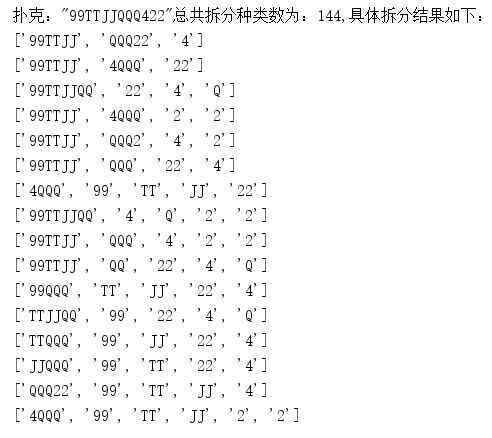 扑克："99TTJJQQQ422"总共拆分种类数为：144,具体拆分结果如下：
['99TTJJ', 'QQQ22', '4']
['99TTJJ', '4QQQ', '22']
['99TTJJQQ', '22', '4', 'Q']
['99TTJJ', '4QQQ', '2', '2']
['99TTJJ', 'QQQ2', '4', '2']
['99TTJJ', 'QQQ', '22', '4']
['4QQQ', '99', 'TT', 'JJ', '22']
['99TTJJQQ', '4', 'Q', '2', '2']
['99TTJJ', 'QQQ', '4', '2', '2']
['99TTJJ', 'QQ', '22', '4', 'Q']
['99QQQ', 'TT', 'JJ', '22', '4']
['TTJJQQ', '99', '22', '4', 'Q']
['TTQQQ', '99', 'JJ', '22', '4']
['JJQQQ', '99', 'TT', '22', '4']
['QQQ22', '99', 'TT', 'JJ', '4']
['4QQQ', '99', 'TT', 'JJ', '2', '2']